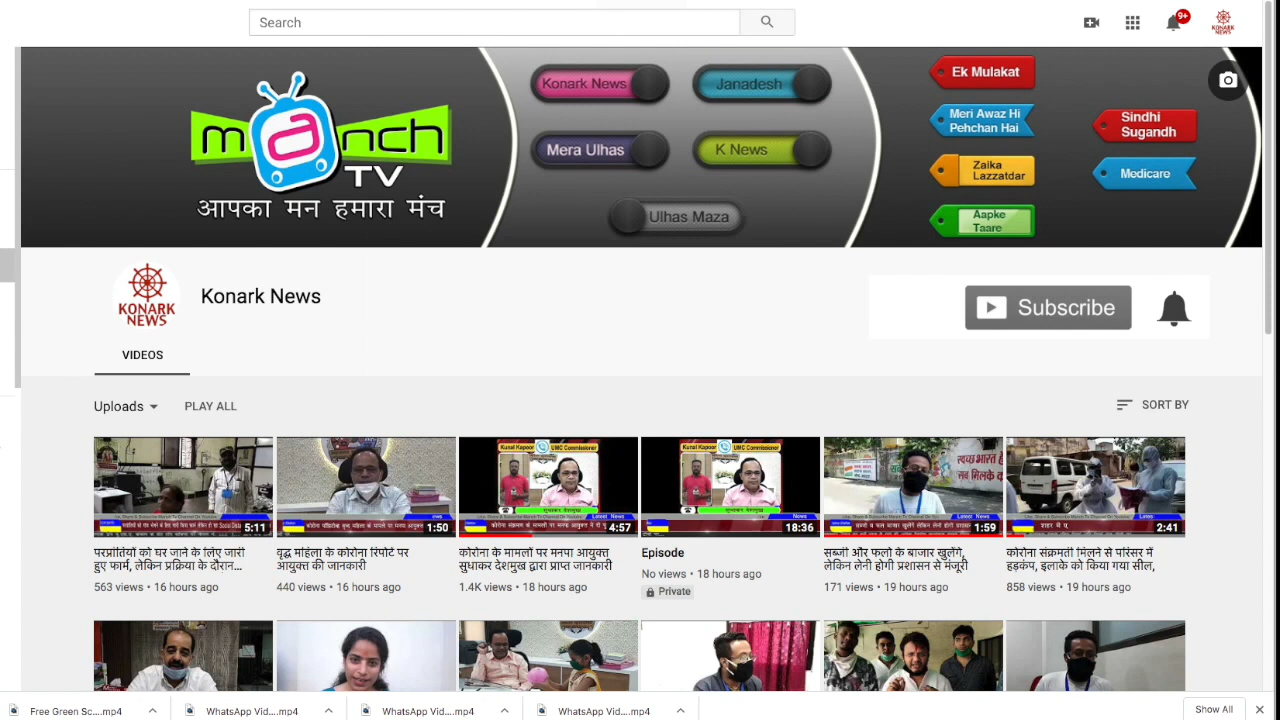 Search
9+
KONARK
NEWS
manch
TV
आपका मन हमारा मंच
Konark News
Janadesh
Mera Ulhas
K News
Ulhas Maza
Ek Mulakat
Meri Awaz Hi
Pehchan Hai
Zaika
Lazzatdar
Aapke
Taare
Sindhi
Sugandh
Medicare
KONARK
NEWS
Konark News
Subscribe
VIDEOS
Uploads
PLAY ALL
SORT BY
Kunal Kapoor
UMC Commissioner
Kunal Kapoor
UMC Commissioner
5:11
1:50
4:57
18:36
1:59
2:41
परप्रांतियों को घर जाने के लिए जारी
हुए फार्म, लेकिन प्रक्रिया के दौरान...
563 views • 16 hours ago
वृद्ध महिला के कोरोना रिपोर्ट पर
आयुक्त की जानकारी
440 views • 16 hours ago
कोरोना के मामलों पर मनपा आयुक्त
सुधाकर देशमुख द्वारा प्राप्त जानकारी
1.4K views • 18 hours ago
Episode
No views • 18 hours ago
Private
सब्जी और फलों के बाजार खुलेंगे,
लेकिन लेनी होगी प्रशासन से मंजूरी
171 views • 19 hours ago
कोरोना संक्रमती मिलने से परिसर में
हड़कंप, इलाके को किया गया सील,
858 views • 19 hours ago
Free Green Sc....mp4
WhatsApp Vid....mp4
WhatsApp Vid....mp4
WhatsApp Vid....mp4
Show All